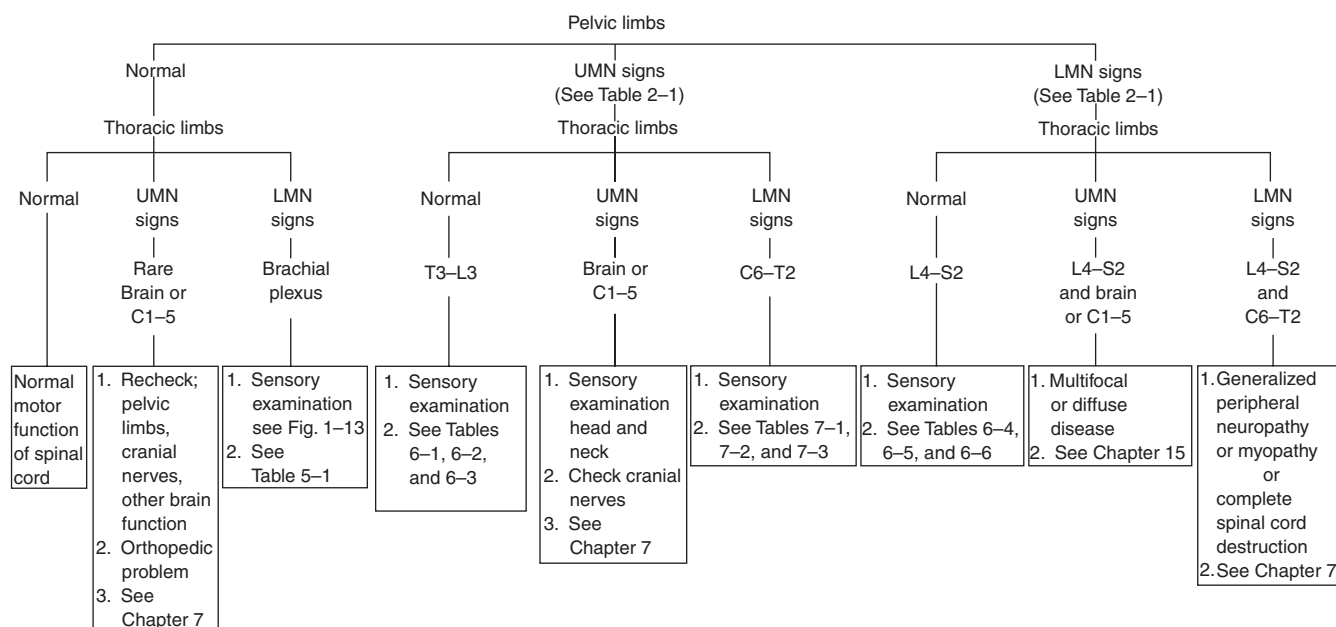 Pelvic limbs
Normal
UMN signs
(See Table 2–1)
LMN signs
(See Table 2–1)
Thoracic limbs
Thoracic limbs
Thoracic limbs
Normal
UMN
signs
LMN
signs
Normal
UMN
signs
LMN
signs
Normal
UMN
signs
LMN
signs
Rare
Brain or
C1–5
Brachial
plexus
T3–L3
Brain or
C1–5
C6–T2
L4–S2
L4–S2
and brain
or C1–5
L4–S2
and
C6–T2
Normal
motor
function
of spinal
cord
1. Recheck;
pelvic
limbs,
cranial
nerves,
other brain
function
2. Orthopedic
problem
3. See
Chapter 7
1. Sensory
examination
see Fig. 1–13
2. See
Table 5–1
1. Sensory
examination
2. See Tables
6–1, 6–2,
and 6–3
1. Sensory
examination
head and
neck
2. Check cranial
nerves
3. See
Chapter 7
1. Sensory
examination
2. See Tables 7–1,
7–2, and 7–3
1. Sensory
examination
2. See Tables 6–4,
6–5, and 6–6
1. Multifocal
or diffuse
disease
2. See Chapter 15
1. Generalized
peripheral
neuropathy
or myopathy
or
complete
spinal cord
destruction
2. See Chapter 7